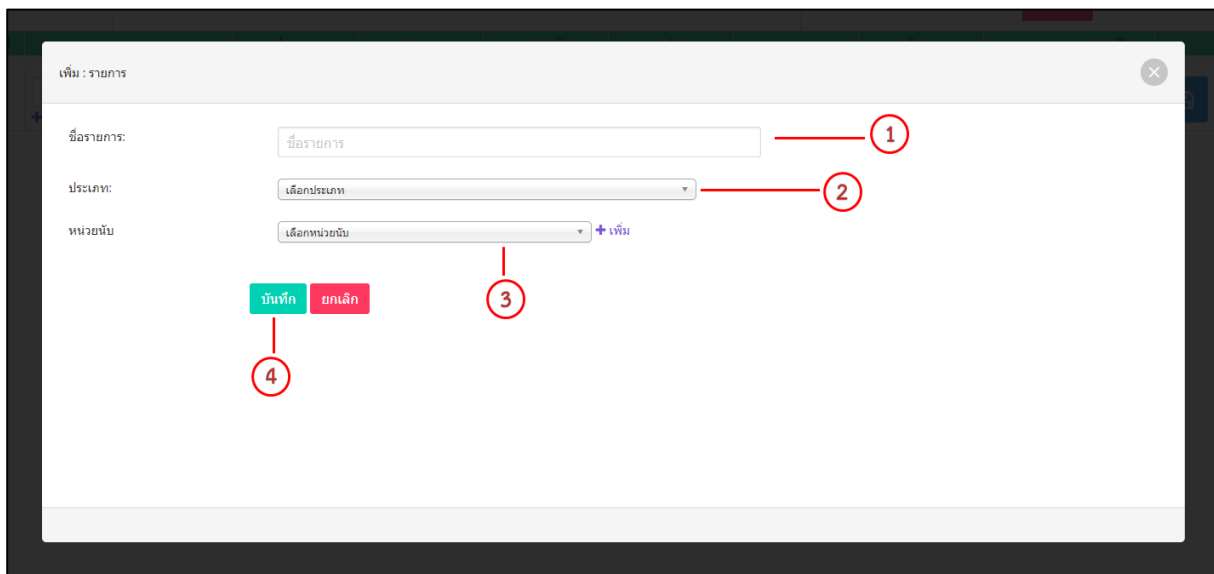 เพิ่ม : รายการ
ชื่อรายการ: ชื่อรายการ 1
ประเภท: เลือกประเภท 2
หน่วยนับ เลือกหน่วยนับ + เพิ่ม
บันทึก ยกเลิก 3
4